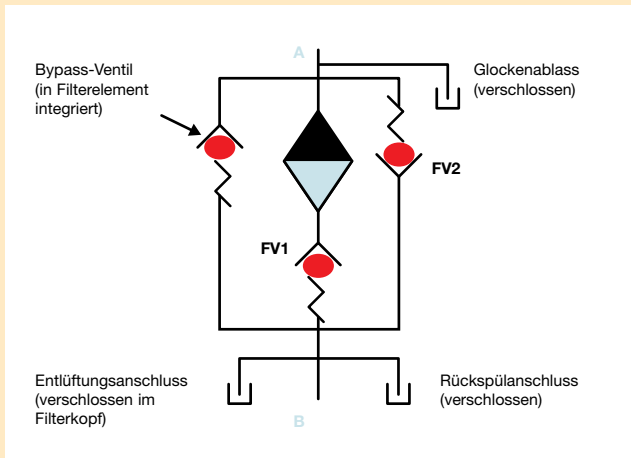 A
Bypass-Ventil
(in Filterelement
integriert)
Glockenablass
(verschlossen)
FV2
FV1
Entlüftungsanschluss
(verschlossen im
Filterkopf)
Rückspülanschluss
(verschlossen)
B